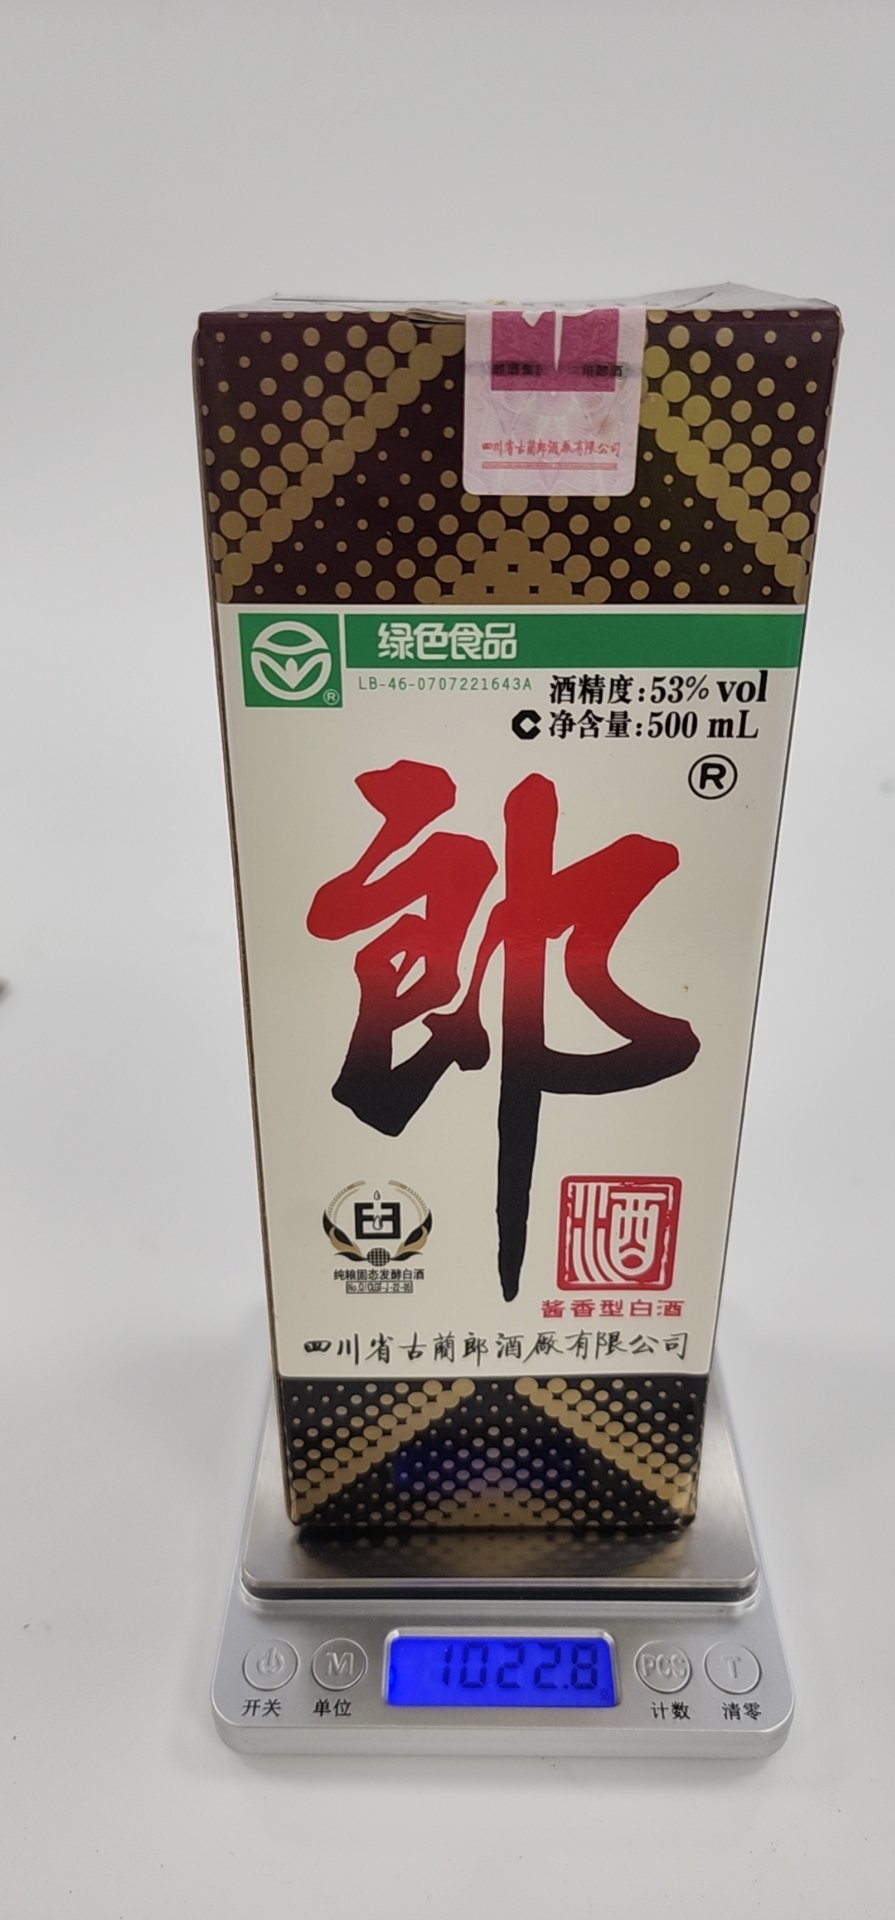 四川省古蔺郎酒厂有限公司
绿色食品
LB-46-0707221643A
酒精度:53% vol
C 净含量:500 mL
®
郎
酒
纯粮固态发酵白酒
酱香型白酒
四川省古藺郎酒厰有限公司
1022.8
M
PCS
T
开关
单位
计数
清零